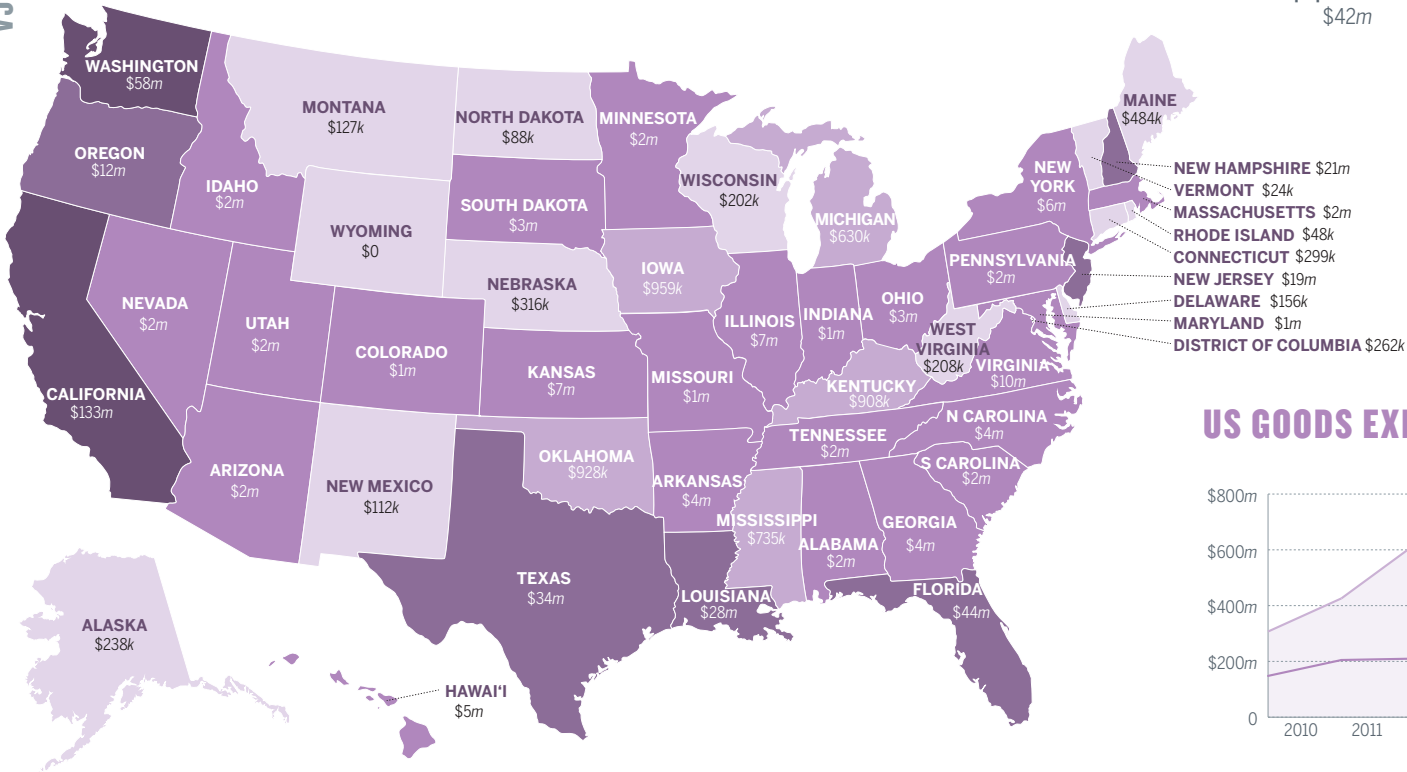 $42m
WASHINGTON
$58m
OREGON
$12m
CALIFORNIA
$133m
IDAHO
$2m
NEVADA
$2m
UTAH
$2m
ARIZONA
$2m
MONTANA
$127k
WYOMING
$0
COLORADO
$1m
NEW MEXICO
$112k
NORTH DAKOTA
$88k
SOUTH DAKOTA
$3m
NEBRASKA
$316k
KANSAS
$7m
OKLAHOMA
$928k
TEXAS
$34m
MINNESOTA
$2m
IOWA
$959k
MISSOURI
$1m
ARKANSAS
$4m
LOUISIANA
$28m
WISCONSIN
$202k
ILLINOIS
$7m
MICHIGAN
$630k
INDIANA
$1m
OHIO
$3m
KENTUCKY
$908k
TENNESSEE
$2m
MISSISSIPPI
$735k
ALABAMA
$2m
GEORGIA
$4m
FLORIDA
$44m
S CAROLINA
$2m
N CAROLINA
$4m
VIRGINIA
$10m
WEST
VIRGINIA
$208k
PENNSYLVANIA
$2m
NEW
YORK
$6m
MAINE
$484k
NEW HAMPSHIRE $21m
VERMONT $24k
MASSACHUSETTS $2m
RHODE ISLAND $48k
CONNECTICUT $299k
NEW JERSEY $19m
DELAWARE $156k
MARYLAND $1m
DISTRICT OF COLUMBIA $262k
ALASKA
$238k
HAWAI‘I
$5m
US GOODS
$800m
$600m
$400m
$200m
0
2010 2011